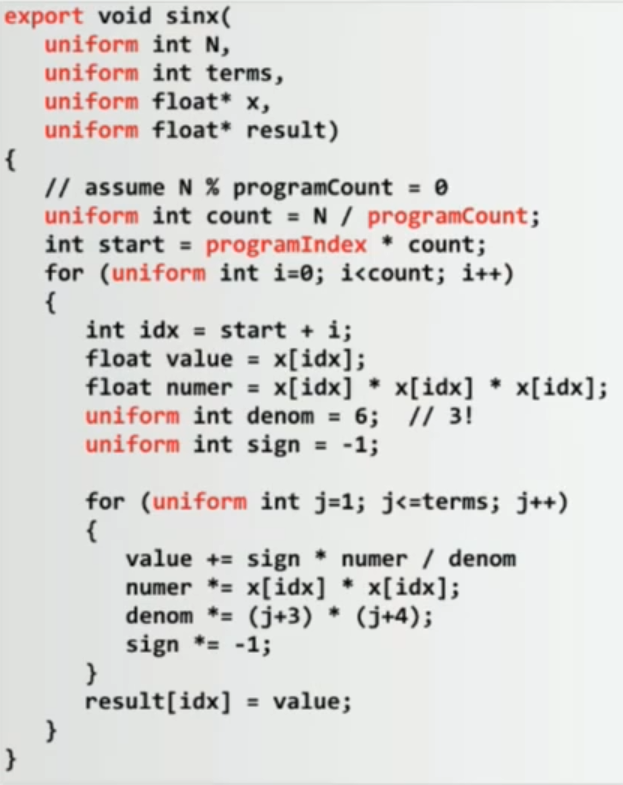 export void sinx(
   uniform int N,
   uniform int terms,
   uniform float* x,
   uniform float* result)
{
   // assume N % programCount = 0
   uniform int count = N / programCount;
   int start = programIndex * count;
   for (uniform int i=0; i<count; i++)
   {
      int idx = start + i;
      float value = x[idx];
      float numer = x[idx] * x[idx] * x[idx];
      uniform int denom = 6;  // 3!
      uniform int sign = -1;

      for (uniform int j=1; j<=terms; j++)
      {
         value += sign * numer / denom
         numer *= x[idx] * x[idx];
         denom *= (j+3) * (j+4);
         sign *= -1;
      }
      result[idx] = value;
   }
}